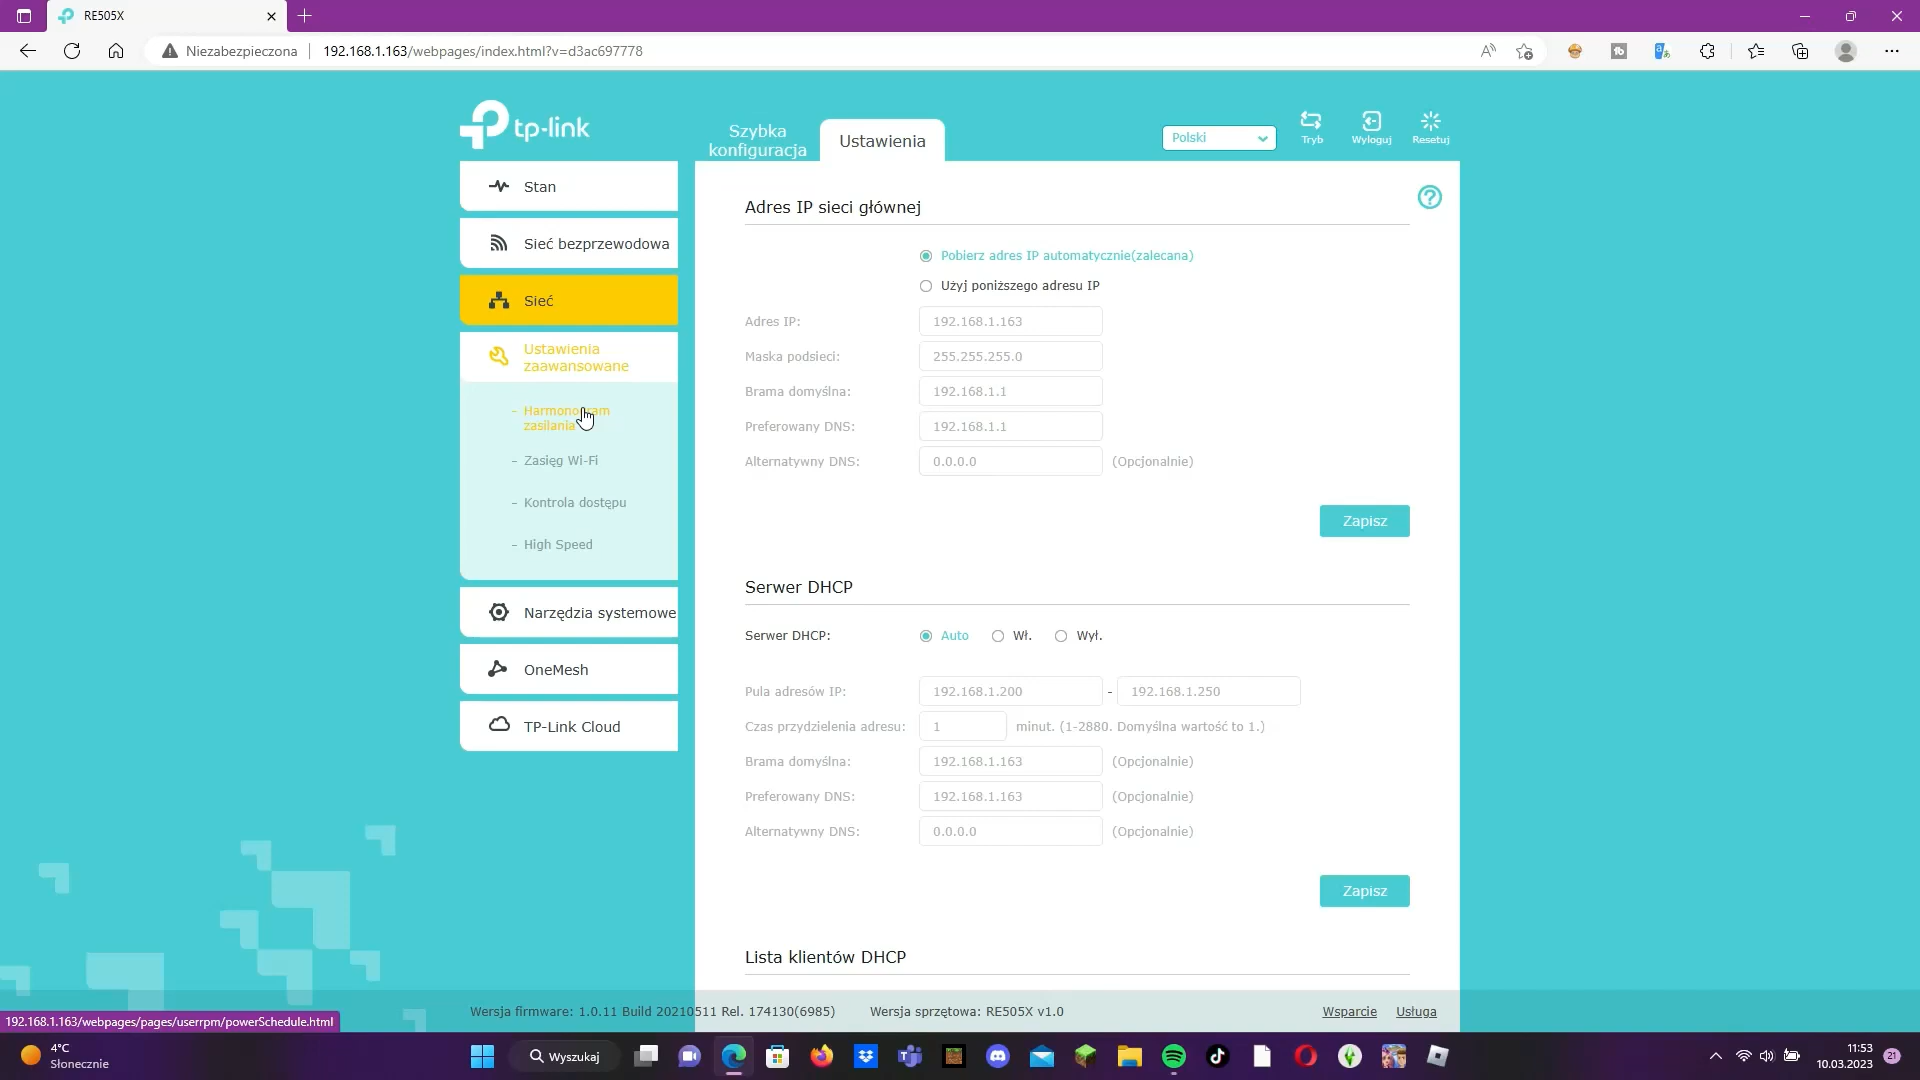 RE505X
Niezabezpieczona
192.168.1.163/webpages/index.html?v=d3ac697778
tp-link
Szybka
konfiguracja
Ustawienia
Polski
Tryb
Wyloguj
Resetuj
Stan
Sieć bezprzewodowa
Sieć
Ustawienia
zaawansowane
- Harmonogram
zasilania
- Zasięg Wi-Fi
- Kontrola dostępu
- High Speed
Narzędzia systemowe
OneMesh
TP-Link Cloud
Adres IP sieci głównej
Pobierz adres IP automatycznie(zalecana)
Użyj poniższego adresu IP
Adres IP: 192.168.1.163
Maska podsieci: 255.255.255.0
Brama domyślna: 192.168.1.1
Preferowany DNS: 192.168.1.1
Alternatywny DNS: 0.0.0.0 (Opcjonalnie)
Zapisz
Serwer DHCP
Serwer DHCP: Auto Wł. Wył.
Pula adresów IP: 192.168.1.200 - 192.168.1.250
Czas przydzielenia adresu: 1 minut. (1-2880. Domyślna wartość to 1.)
Brama domyślna: 192.168.1.163 (Opcjonalnie)
Preferowany DNS: 192.168.1.163 (Opcjonalnie)
Alternatywny DNS: 0.0.0.0 (Opcjonalnie)
Zapisz
Lista klientów DHCP
Wersja firmware: 1.0.11 Build 20210511 Rel. 174130(6985) Wersja sprzętowa: RE505X v1.0 Wsparcie Usługa
192.168.1.163/webpages/pages/userrpm/powerSchedule.html
4°C
Słonecznie
Wyszukaj
11:53
10.03.2023
21